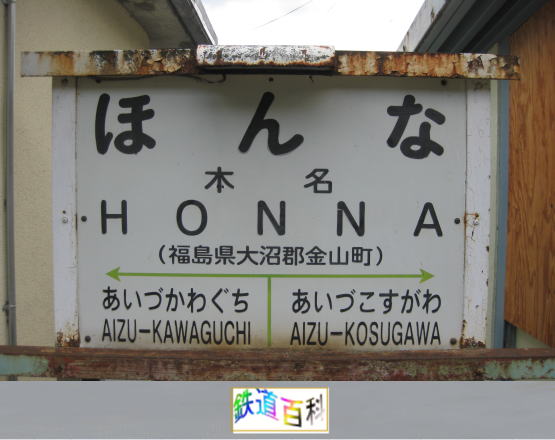 ほんな
本名
HONNA
(福島県大沼郡金山町)
あいづかわぐち
AIZU-KAWAGUCHI
あいづこすがわ
AIZU-KOSUGAWA
鉄道百科